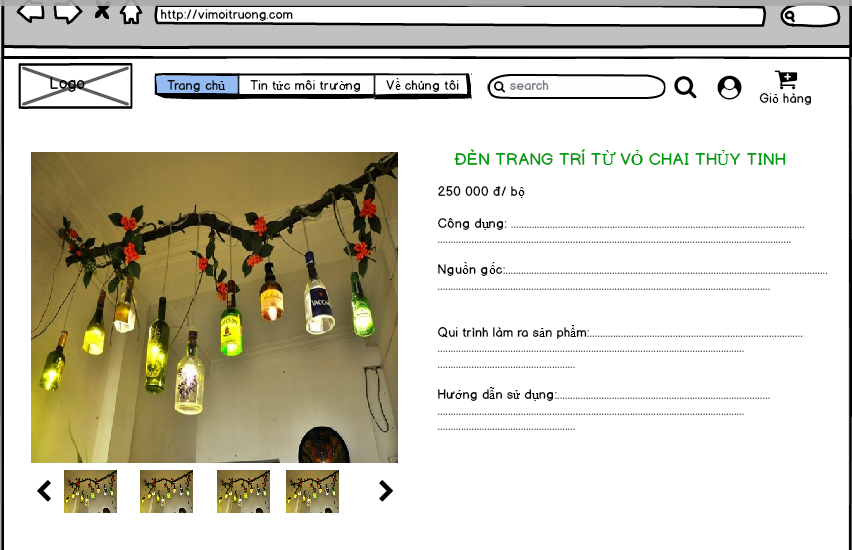 http://vimoitruong.com
Logo
Trang chủ
Tin tức môi trường
Về chúng tôi
search
Giỏ hàng
ĐÈN TRANG TRÍ TỪ VỎ CHAI THỦY TINH
250 000 đ/ bộ
Công dụng:
Nguồn gốc:
Qui trình làm ra sản phẩm:
Hướng dẫn sử dụng: